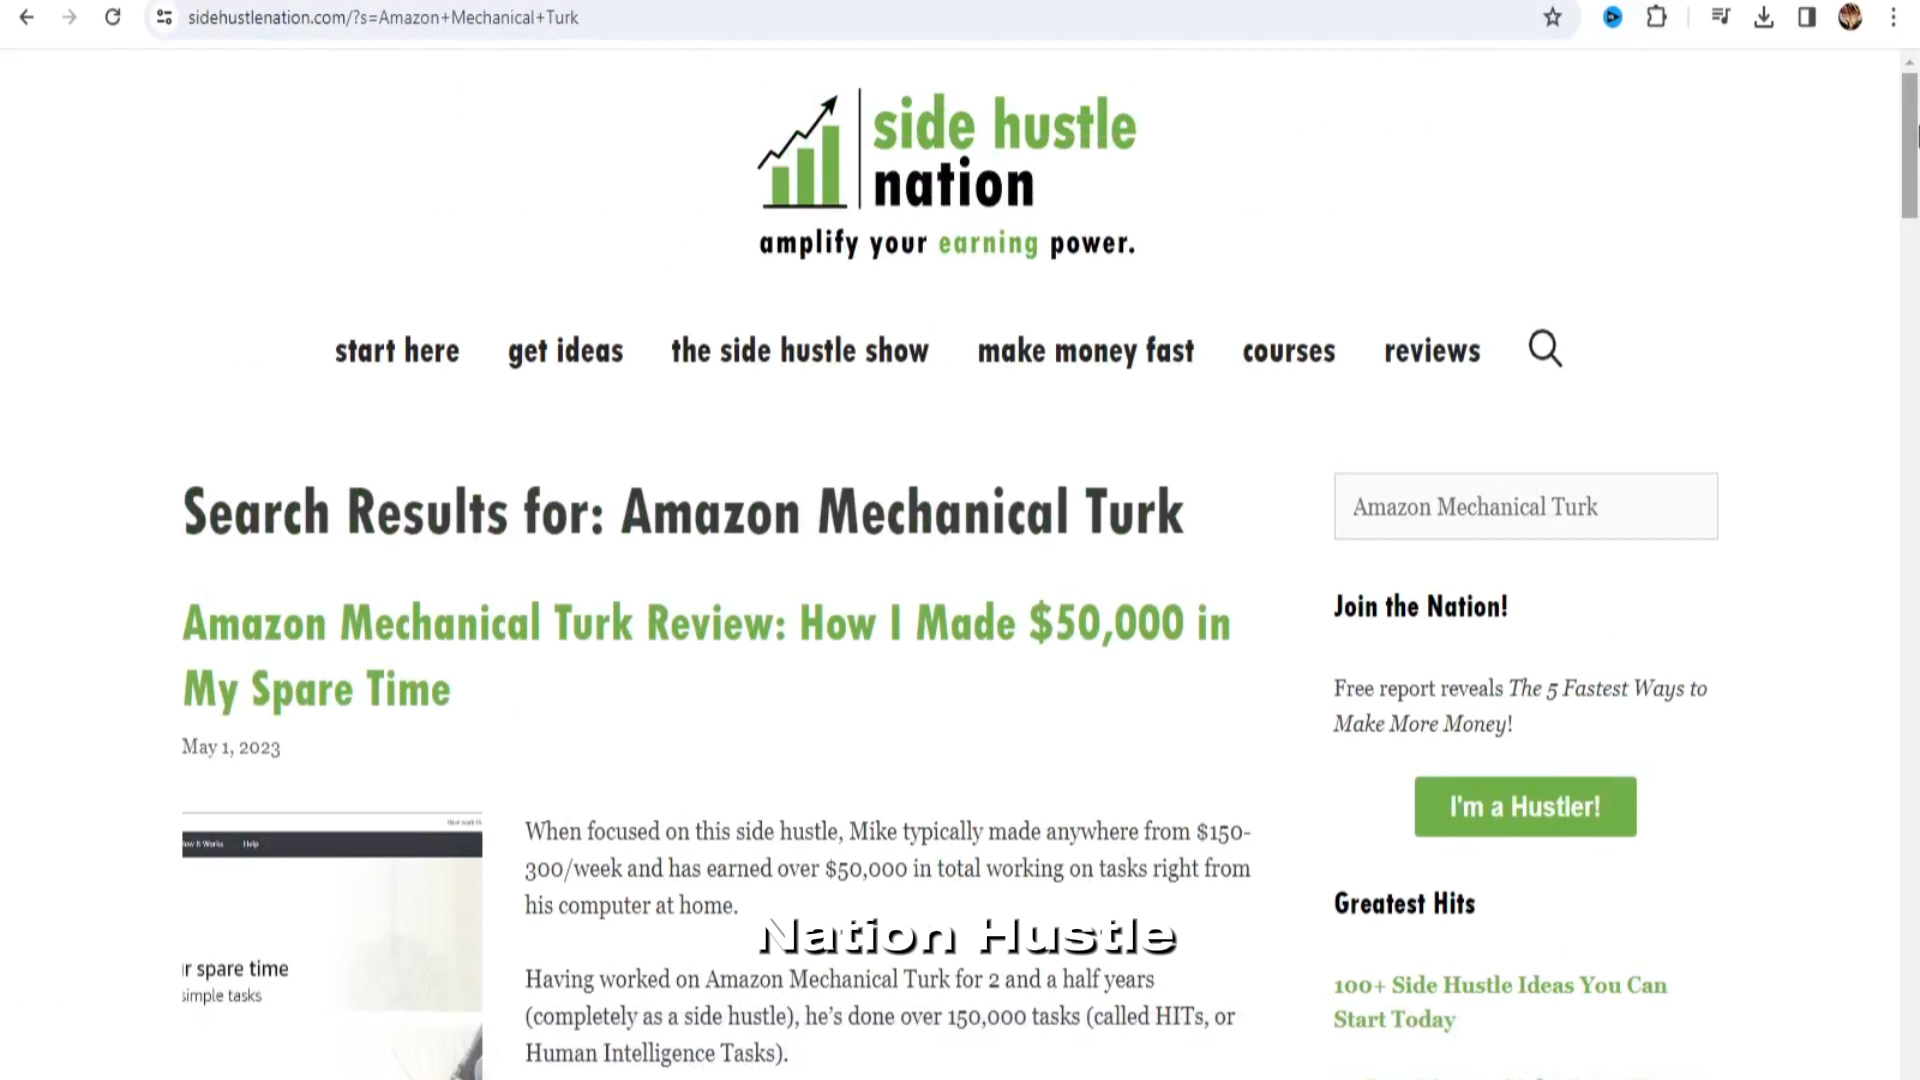 sidehustlenation.com/?s=Amazon+Mechanical+Turk
side hustle
nation
amplify your earning power.
start here get ideas the side hustle show make money fast courses reviews
Search Results for: Amazon Mechanical Turk
Amazon Mechanical Turk Review: How I Made $50,000 in
My Spare Time
May 1, 2023
How It Works Help
r spare time
simple tasks
When focused on this side hustle, Mike typically made anywhere from $150-
300/week and has earned over $50,000 in total working on tasks right from
his computer at home.
Nation Hustle
Having worked on Amazon Mechanical Turk for 2 and a half years
(completely as a side hustle), he's done over 150,000 tasks (called HITs, or
Human Intelligence Tasks).
Amazon Mechanical Turk
Join the Nation!
Free report reveals The 5 Fastest Ways to
Make More Money!
I'm a Hustler!
Greatest Hits
100+ Side Hustle Ideas You Can
Start Today